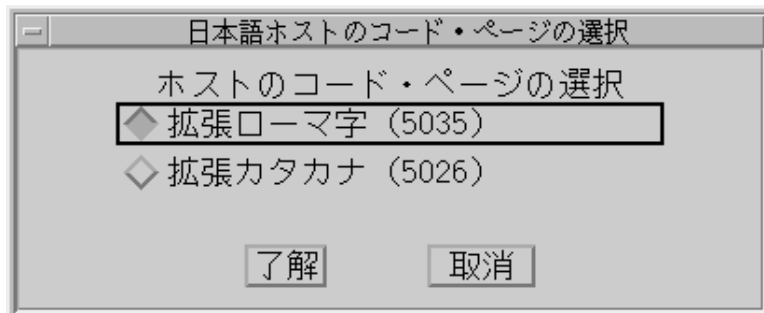 日本語ホストのコード・ページの選択
ホストのコード・ページの選択
拡張ローマ字 (5035)
拡張カタカナ (5026)
了解 取消